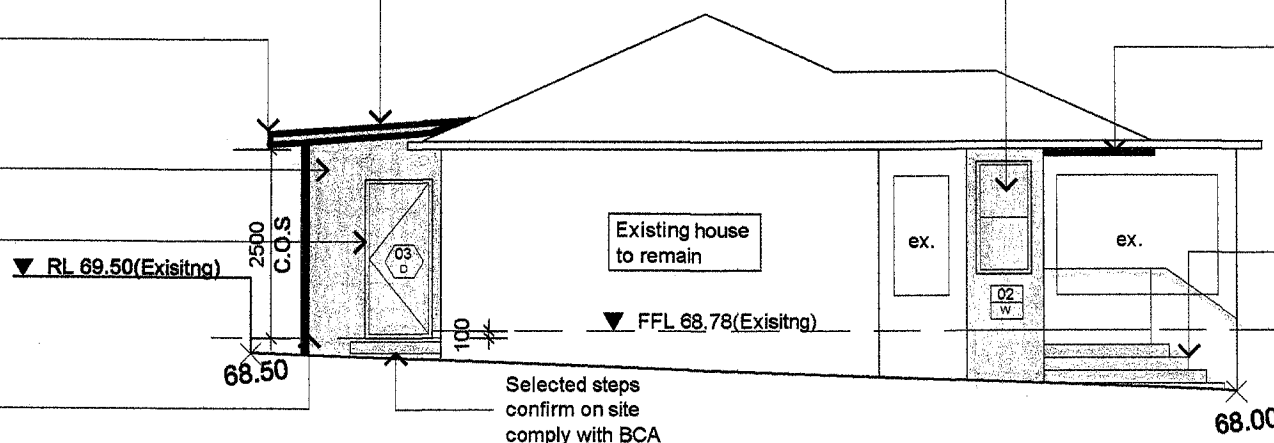 2500
C.O.S
RL 69.50(Exisitng)
68.50
03
D
100
Existing house
to remain
FFL 68.78(Exisitng)
Selected steps
confirm on site
comply with BCA
ex.
02
W
ex.
68.00